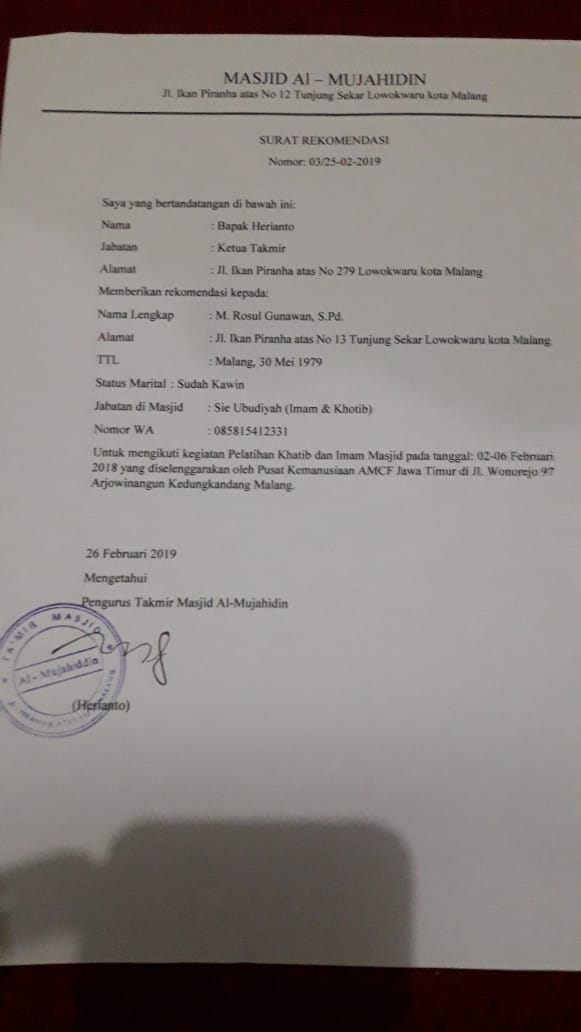 MASJID Al – MUJAHIDIN
Jl. Ikan Piranha atas No 12 Tunjung Sekar Lowokwaru kota Malang
SURAT REKOMENDASI
Nomor: 03/25-02-2019
Saya yang bertandatangan di bawah ini:
Nama : Bapak Herianto
Jabatan : Ketua Takmir
Alamat : Jl. Ikan Piranha atas No 279 Lowokwaru kota Malang
Memberikan rekomendasi kepada:
Nama Lengkap : M. Rosul Gunawan, S.Pd.
Alamat : Jl. Ikan Piranha atas No 13 Tunjung Sekar Lowokwaru kota Malang
TTL : Malang, 30 Mei 1979
Status Marital : Sudah Kawin
Jabatan di Masjid : Sie Ubudiyah (Imam & Khotib)
Nomor WA : 085815412331
Untuk mengikuti kegiatan Pelatihan Khatib dan Imam Masjid pada tanggal: 02-06 Februari
2018 yang diselenggarakan oleh Pusat Kemanusiaan AMCF Jawa Timur di Jl. Wonorejo 97
Arjowinangun Kedungkandang Malang.
26 Februari 2019
Mengetahui
Pengurus Takmir Masjid Al-Mujahidin
TA'MIR MASJID
Al - Mujahiddin
(Herianto)